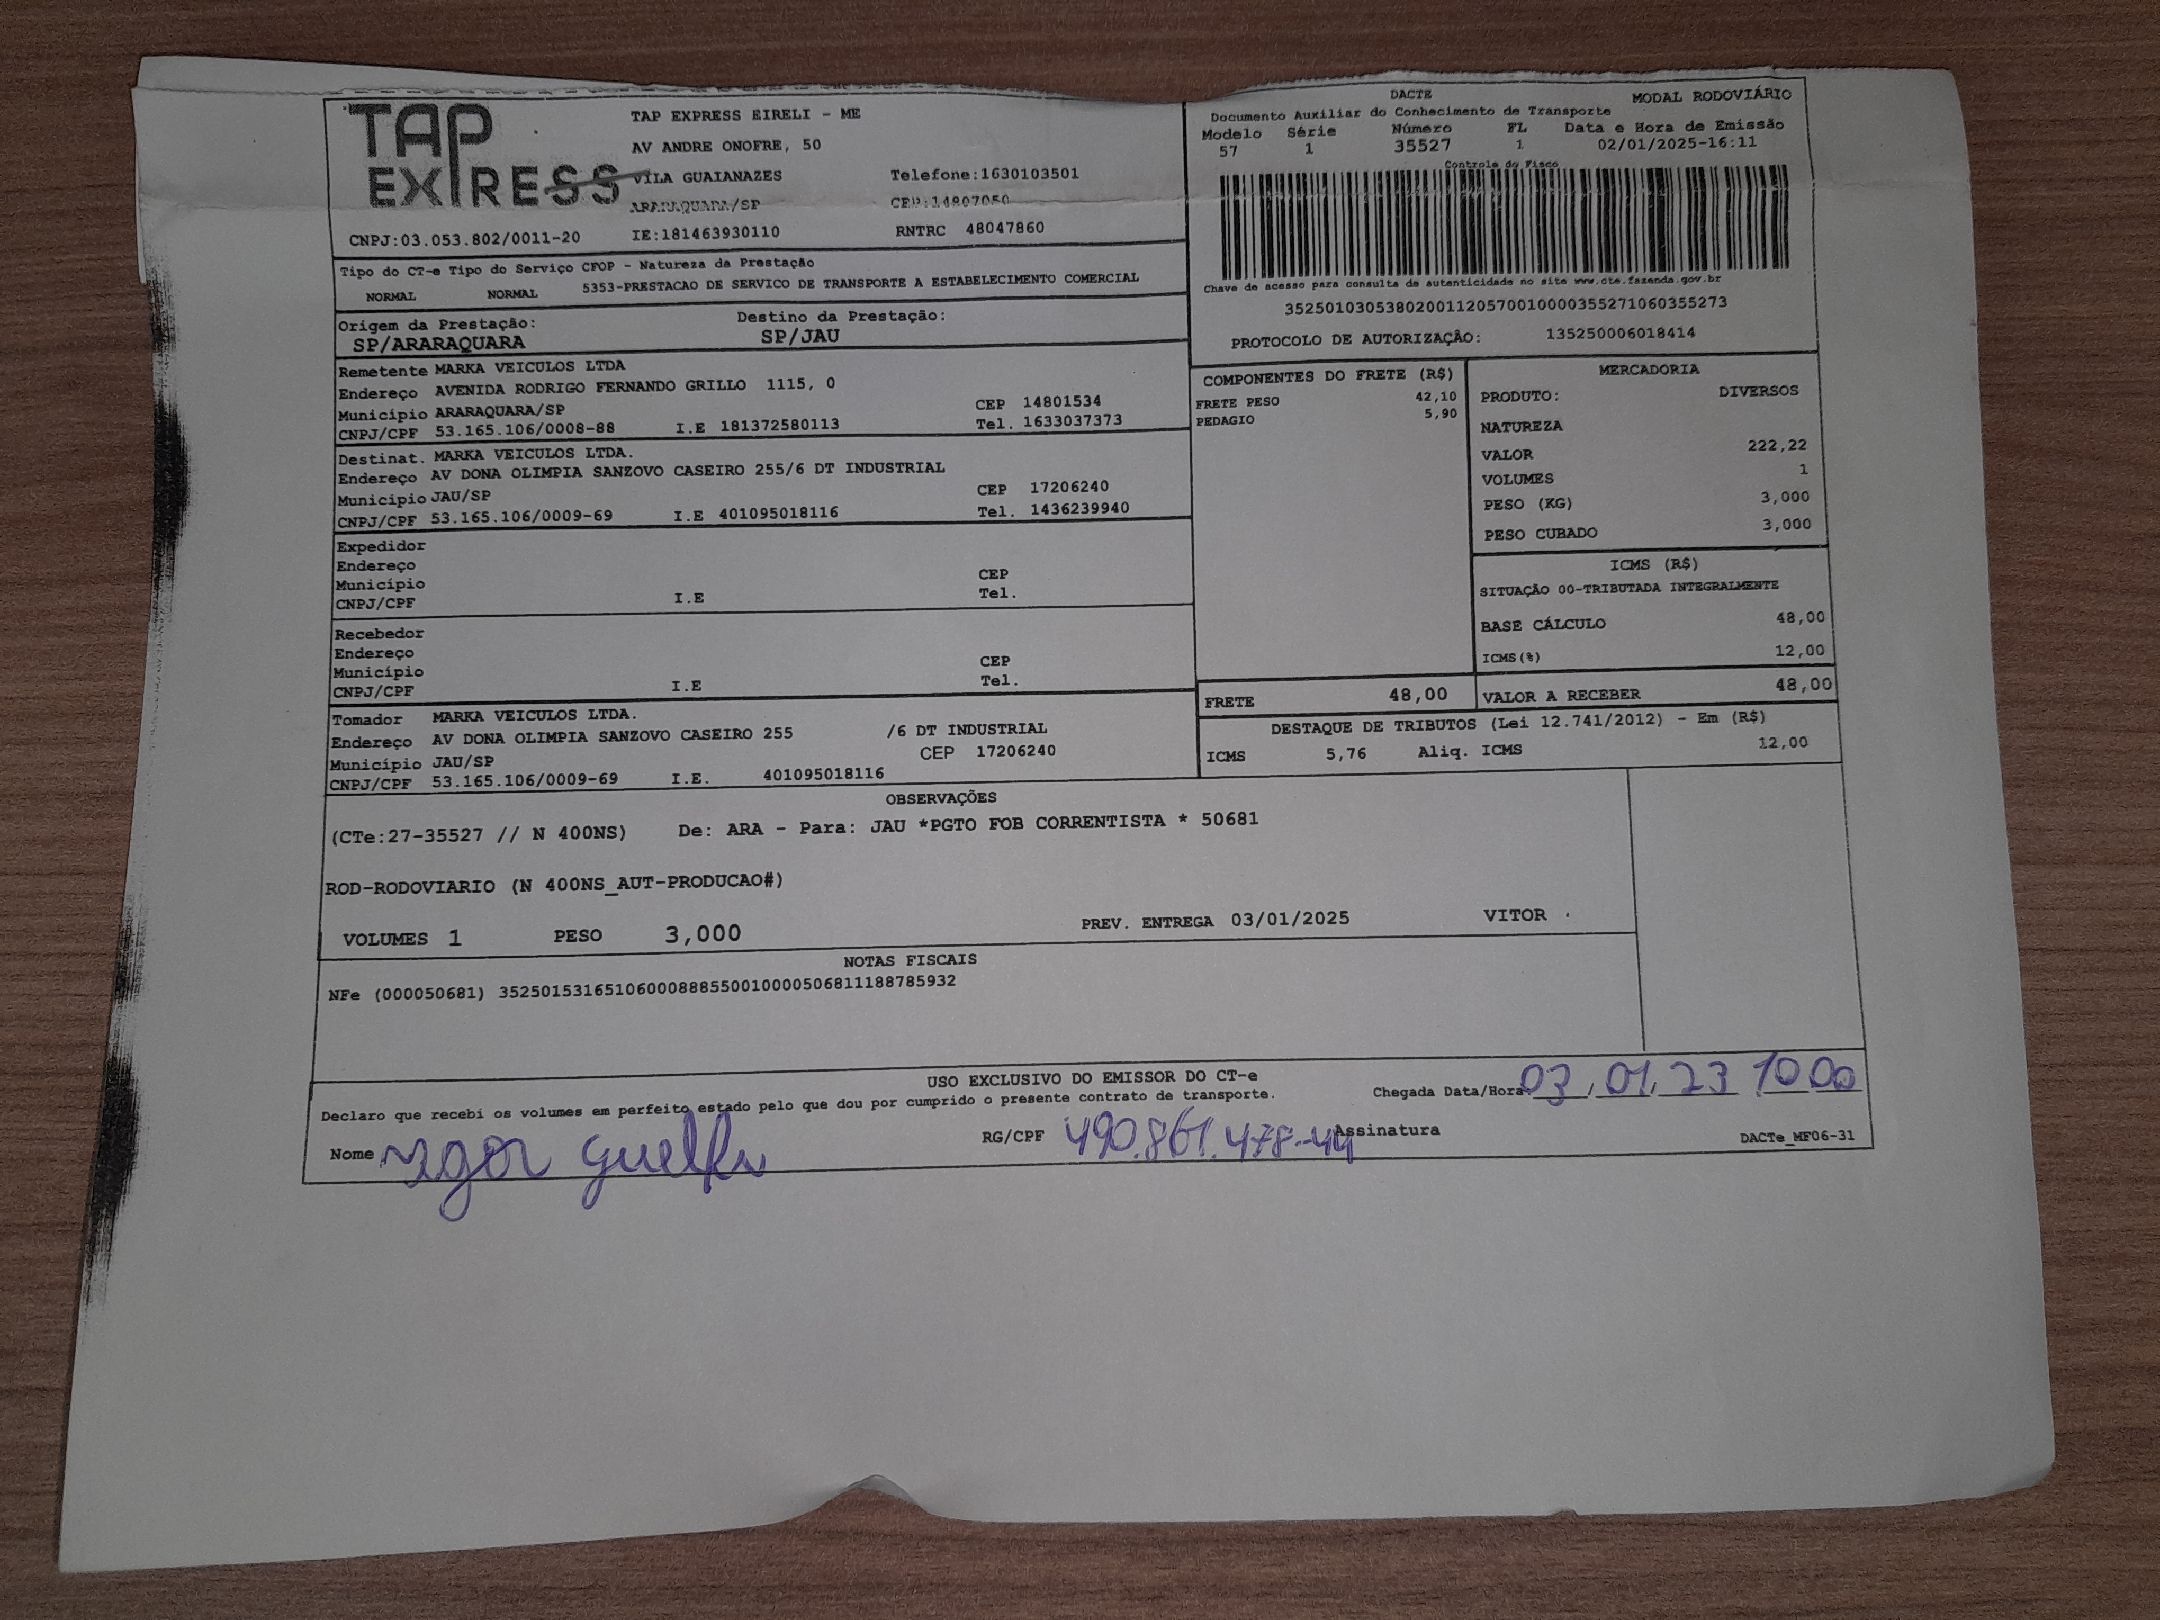 TAP
EXPRESS
TAP EXPRESS EIRELI - ME
AV ANDRE ONOFRE, 50
VILA GUAIANAZES Telefone:1630103501
ARARAQUARA/SP CEP:14807050
CNPJ:03.053.802/0011-20 IE:181463930110 RNTRC 48047860
DACTE MODAL RODOVIÁRIO
Documento Auxiliar do Conhecimento de Transporte
Modelo Série Número FL Data e Hora de Emissão
57 1 35527 1 02/01/2025-16:11
Controle do Fisco
Chave de acesso para consulta de autenticidade no site www.cte.fazenda.gov.br
35250103053802001120570010000355271060355273
PROTOCOLO DE AUTORIZAÇÃO: 135250006018414
Tipo do CT-e Tipo do Serviço CFOP - Natureza da Prestação
NORMAL NORMAL 5353-PRESTACAO DE SERVICO DE TRANSPORTE A ESTABELECIMENTO COMERCIAL
Origem da Prestação: Destino da Prestação:
SP/ARARAQUARA SP/JAU
Remetente MARKA VEICULOS LTDA
Endereço AVENIDA RODRIGO FERNANDO GRILLO 1115, 0
Município ARARAQUARA/SP CEP 14801534
CNPJ/CPF 53.165.106/0008-88 I.E 181372580113 Tel. 1633037373
Destinat. MARKA VEICULOS LTDA.
Endereço AV DONA OLIMPIA SANZOVO CASEIRO 255/6 DT INDUSTRIAL
Município JAU/SP CEP 17206240
CNPJ/CPF 53.165.106/0009-69 I.E 401095018116 Tel. 1436239940
Expedidor
Endereço
Município CEP
CNPJ/CPF I.E Tel.
Recebedor
Endereço
Município CEP
CNPJ/CPF I.E Tel.
Tomador MARKA VEICULOS LTDA.
Endereço AV DONA OLIMPIA SANZOVO CASEIRO 255 /6 DT INDUSTRIAL
Município JAU/SP CEP 17206240
CNPJ/CPF 53.165.106/0009-69 I.E. 401095018116
COMPONENTES DO FRETE (R$)
FRETE PESO 42,10
PEDAGIO 5,90
MERCADORIA
PRODUTO: DIVERSOS
NATUREZA
VALOR 222,22
VOLUMES 1
PESO (KG) 3,000
PESO CUBADO 3,000
ICMS (R$)
SITUAÇÃO 00-TRIBUTADA INTEGRALMENTE
BASE CÁLCULO 48,00
ICMS(%) 12,00
FRETE 48,00 VALOR A RECEBER 48,00
DESTAQUE DE TRIBUTOS (Lei 12.741/2012) - Em (R$)
ICMS 5,76 Aliq. ICMS 12,00
OBSERVAÇÕES
(CTe:27-35527 // N 400NS) De: ARA - Para: JAU *PGTO FOB CORRENTISTA * 50681
ROD-RODOVIARIO (N 400NS_AUT-PRODUCAO#)
VOLUMES 1 PESO 3,000 PREV. ENTREGA 03/01/2025 VITOR
NOTAS FISCAIS
NFe (000050681) 35250153165106000888550010000506811188785932
USO EXCLUSIVO DO EMISSOR DO CT-e
Declaro que recebi os volumes em perfeito estado pelo que dou por cumprido o presente contrato de transporte.
Chegada Data/Hora 03/01/23 10 00
Nome RG/CPF 490.861.478-44 Assinatura
DACTe_MF06-31